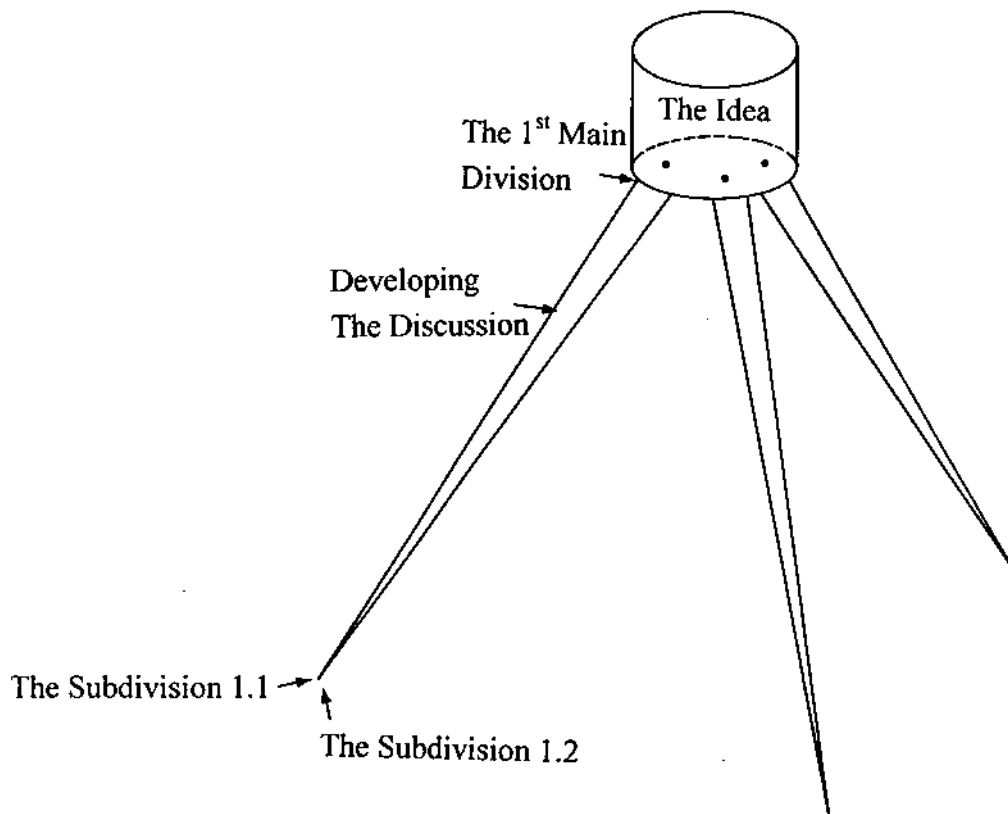 The Idea
The 1st Main
Division
Developing
The Discussion
The Subdivision 1.1
The Subdivision 1.2